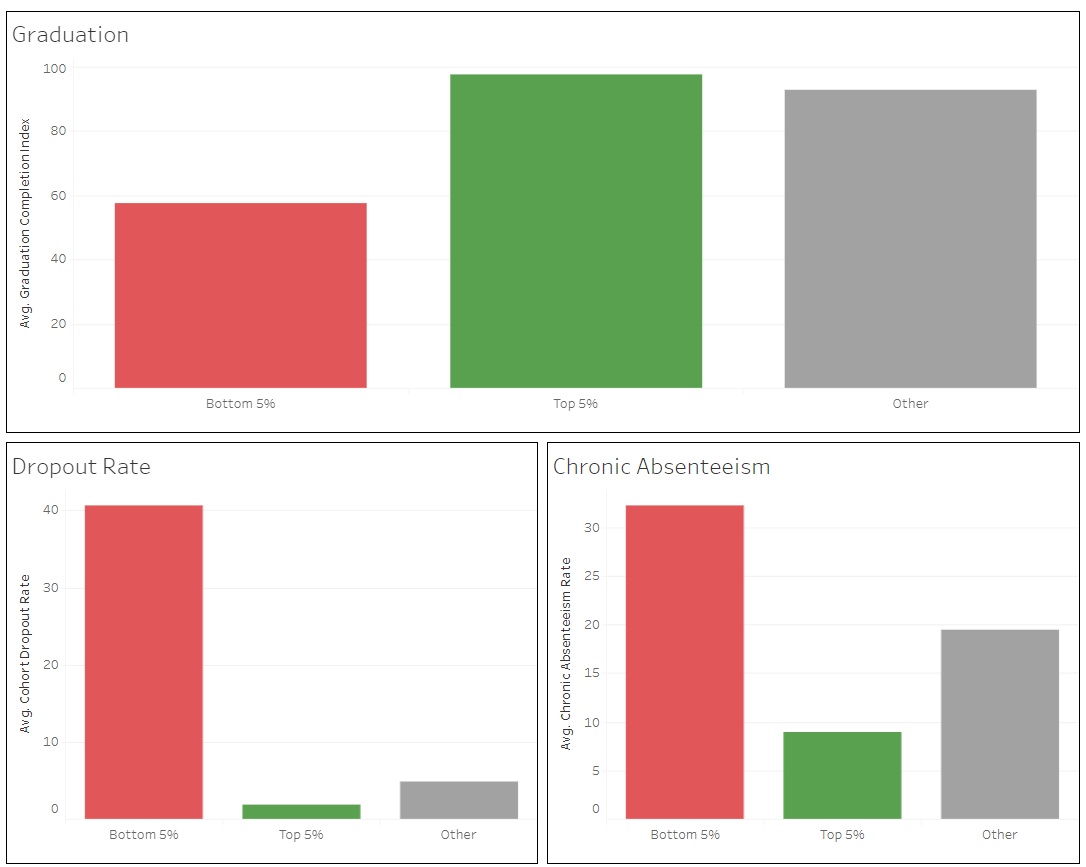 Graduation
Avg. Graduation Completion Index
100
80
60
40
20
0
Bottom 5%
Top 5%
Other
Dropout Rate
Avg. Cohort Dropout Rate
40
30
20
10
0
Bottom 5%
Top 5%
Other
Chronic Absenteeism
Avg. Chronic Absenteeism Rate
30
25
20
15
10
5
0
Bottom 5%
Top 5%
Other